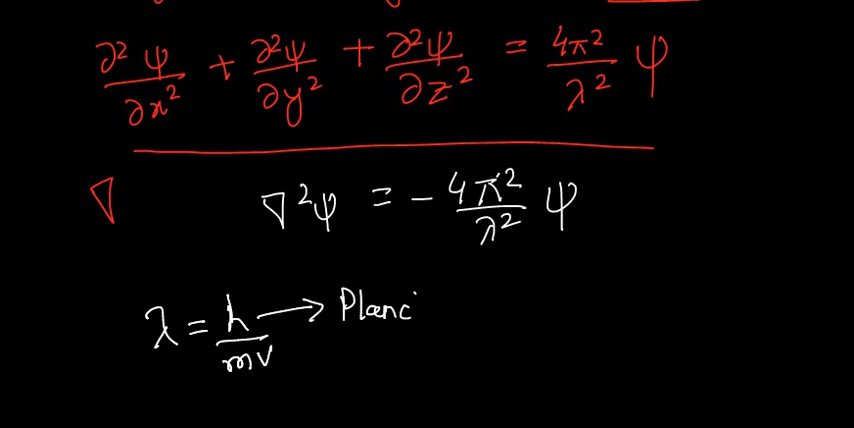 ∂²ψ/∂x² + ∂²ψ/∂y² + ∂²ψ/∂z² = 4π²/λ² ψ
∇ ∇²ψ = - 4π²/λ² ψ
λ = h/mv → Planc